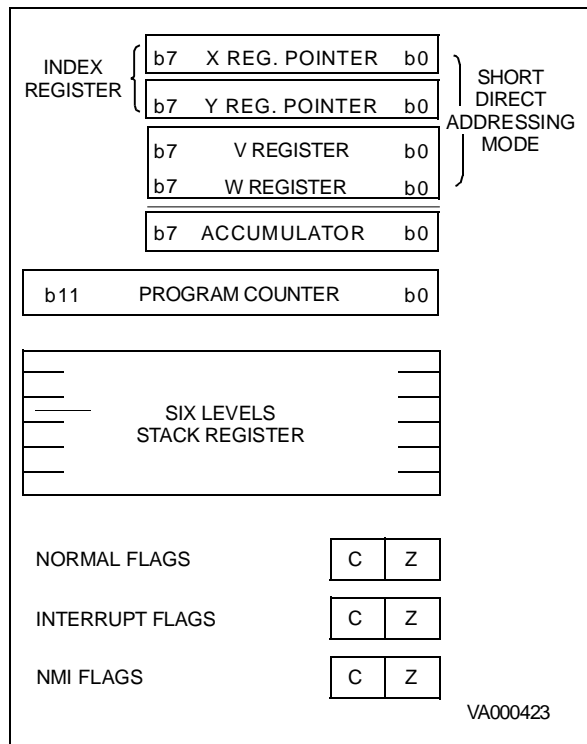 INDEX
REGISTER
b7 X REG. POINTER b0
b7 Y REG. POINTER b0
b7 V REGISTER b0
b7 W REGISTER b0
SHORT
DIRECT
ADDRESSING
MODE
b7 ACCUMULATOR b0
b11 PROGRAM COUNTER b0
SIX LEVELS
STACK REGISTER
NORMAL FLAGS C Z
INTERRUPT FLAGS C Z
NMI FLAGS C Z
VA000423